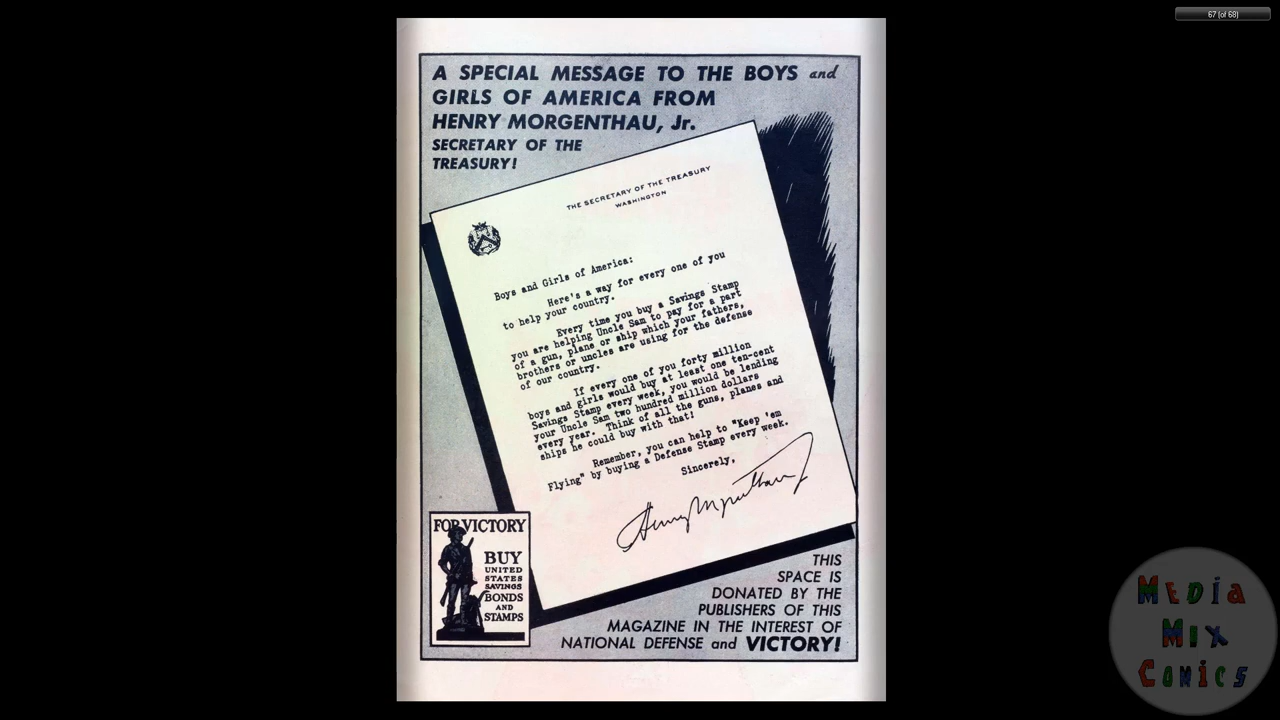 67 (of 68)
A SPECIAL MESSAGE TO THE BOYS and
GIRLS OF AMERICA FROM
HENRY MORGENTHAU, Jr.
SECRETARY OF THE
TREASURY!
THE SECRETARY OF THE TREASURY
WASHINGTON
Boys and Girls of America:
Here's a way for every one of you
to help your country.
Every time you buy a Savings Stamp
you are helping Uncle Sam to pay for a part
of a gun, plane or ship which your fathers,
brothers or uncles are using for the defense
of our country.
If every one of you forty million
boys and girls would buy at least one ten-cent
Savings Stamp every week, you would be lending
your Uncle Sam two hundred million dollars
every year. Think of all the guns, planes and
ships he could buy with that!
Remember, you can help to "Keep 'em
Flying" by buying a Defense Stamp every week.
Sincerely,
Henry Morgenthau Jr
FOR VICTORY
BUY
UNITED
STATES
SAVINGS
BONDS
AND
STAMPS
THIS
SPACE IS
DONATED BY THE
PUBLISHERS OF THIS
MAGAZINE IN THE INTEREST OF
NATIONAL DEFENSE and VICTORY!
MEDiA
MiX
COMiCS